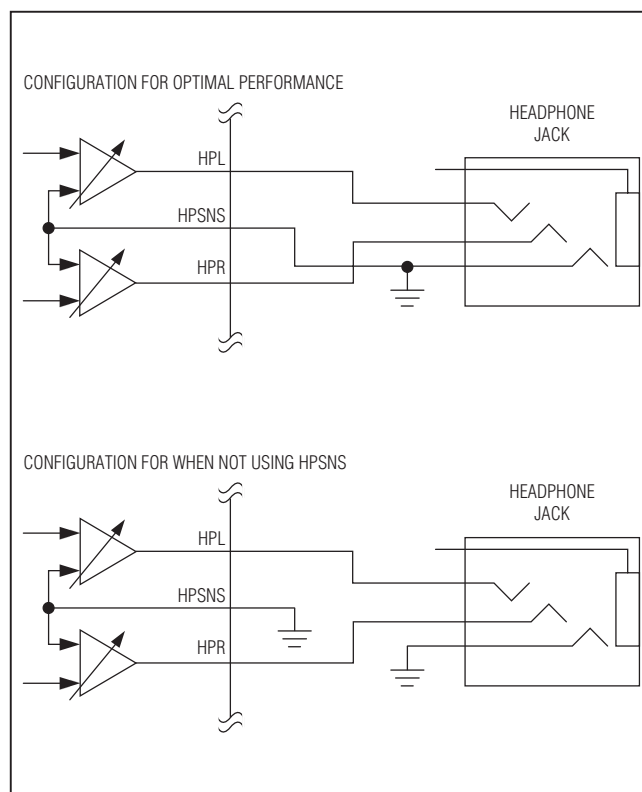 CONFIGURATION FOR OPTIMAL PERFORMANCE
HEADPHONE
JACK
HPL
HPSNS
HPR
CONFIGURATION FOR WHEN NOT USING HPSNS
HEADPHONE
JACK
HPL
HPSNS
HPR